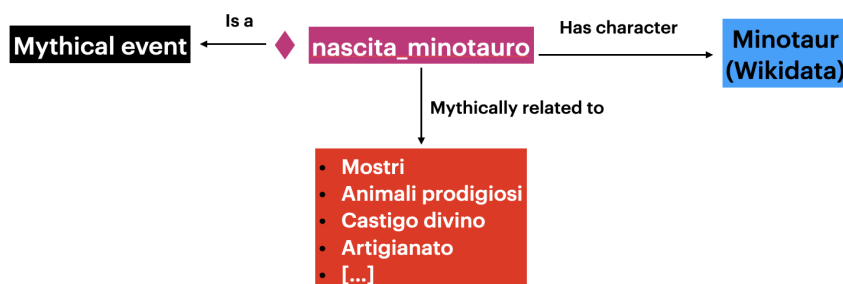 Is a
Has character
Mythical event
nascita_minotauro
Minotaur
(Wikidata)
Mythically related to
• Mostri
• Animali prodigiosi
• Castigo divino
• Artigianato
• [...]